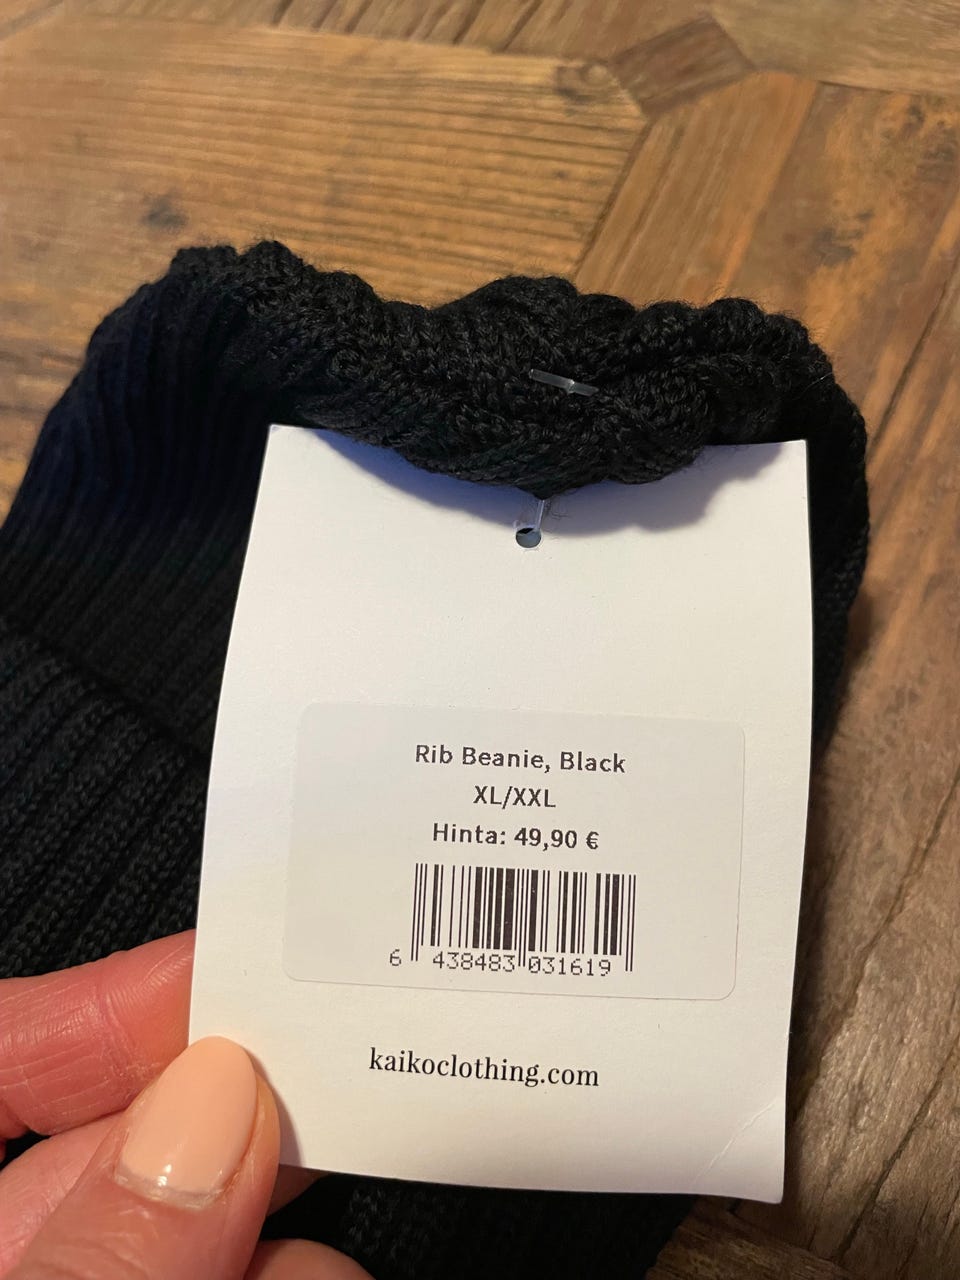 Rib Beanie, Black
XL/XXL
Hinta: 49,90 €
6 438483 031619
kaikoclothing.com